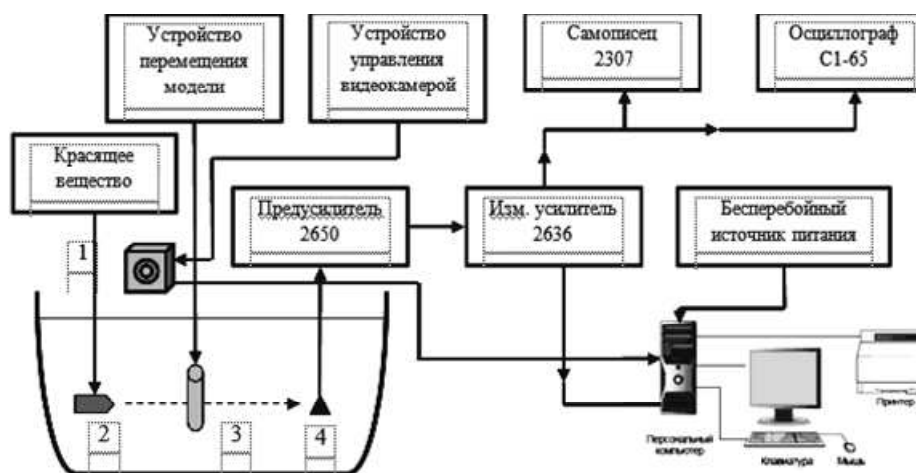 Устройство
перемещения
модели
Устройство
управления
видеокамерой
Самописец
2307
Осциллограф
С1-65
Красящее
вещество
Предусилитель
2650
Изм. усилитель
2636
Бесперебойный
источник питания
1
2
3
4
Принтер
Персональный
компьютер
Клавиатура
Мышь